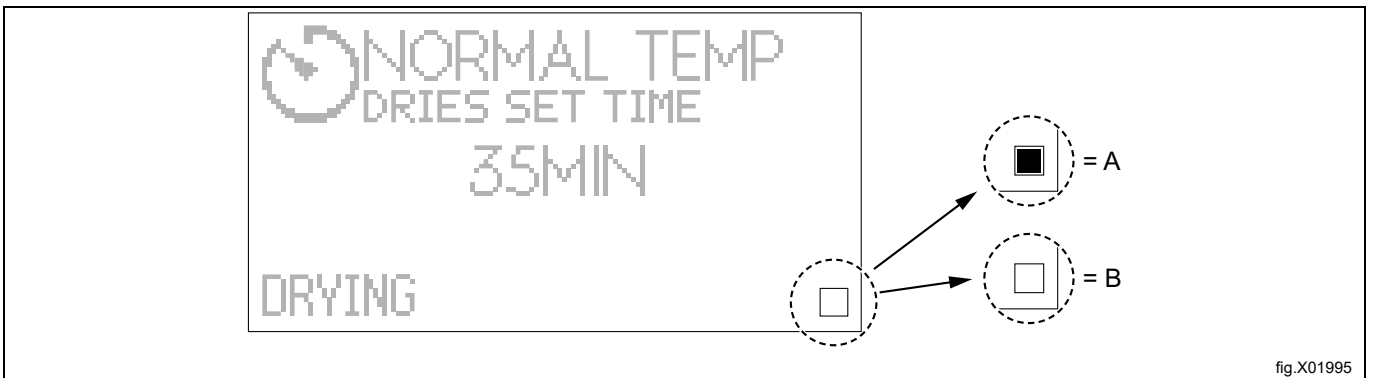 NORMAL TEMP
DRIES SET TIME
35MIN
DRYING
= A
= B
fig.X01995